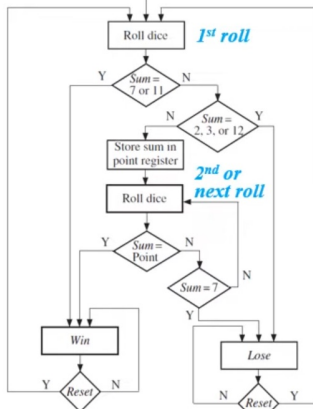 Roll dice
1st roll
Y
Sum =
7 or 11
N
N
Sum =
2, 3, or 12
Y
Store sum in
point register
2nd or
next roll
Roll dice
Y
Sum =
Point
N
Sum = 7
N
Y
Win
Lose
Y
Reset
N
N
Reset
Y